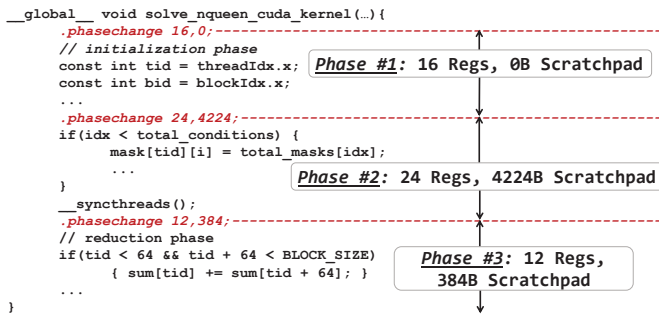 __global__ void solve_nqueen_cuda_kernel(…){
.phasechange 16,0;
// initialization phase
const int tid = threadIdx.x;
const int bid = blockIdx.x;
...
Phase #1: 16 Regs, 0B Scratchpad
.phasechange 24,4224;
if(idx < total_conditions) {
mask[tid][i] = total_masks[idx];
...
}
__syncthreads();
Phase #2: 24 Regs, 4224B Scratchpad
.phasechange 12,384;
// reduction phase
if(tid < 64 && tid + 64 < BLOCK_SIZE)
{ sum[tid] += sum[tid + 64]; }
...
Phase #3: 12 Regs,
384B Scratchpad
}